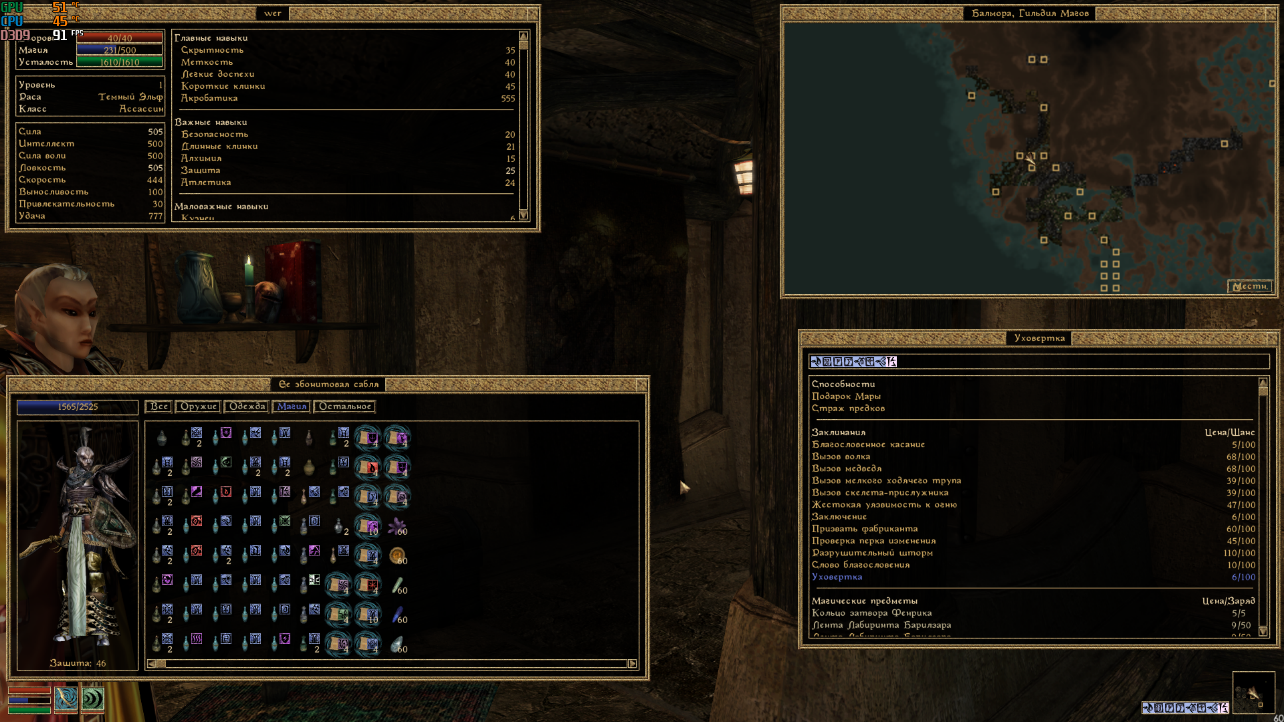 GPU 51 °C
CPU 45 °C
D3D9 91 FPS
wer
40/40
Магия 231/500
Усталость 1610/1610
Уровень 1
Раса Темный Эльф
Класс Ассассин
Сила 505
Интеллект 500
Сила воли 500
Ловкость 505
Скорость 444
Выносливость 100
Привлекательность 30
Удача 777
Главные навыки
Скрытность 35
Меткость 40
Легкие доспехи 40
Короткие клинки 45
Акробатика 555
Важные навыки
Безопасность 20
Длинные клинки 21
Алхимия 15
Защита 25
Атлетика 24
Маловажные навыки
Кузнец 6
Балмора, Гильдия Магов
Местн.
Ее эбонитовая сабля
1565/2525
Все Оружие Одежда Магия Остальное
Защита: 46
Уховертка
Способности
Подарок Мары
Страж предков
Заклинания Цена/Шанс
Благословенное касание 5/100
Вызов волка 68/100
Вызов медведя 68/100
Вызов мелкого ходячего трупа 39/100
Вызов скелета-прислужника 39/100
Жестокая уязвимость к огню 47/100
Заключение 6/100
Призвать фабриканта 60/100
Проверка перка изменения 45/100
Разрушительный шторм 110/100
Слово благословения 10/100
Уховертка 6/100
Магические предметы Цена/Заряд
Кольцо затвора Фенрика 5/5
Лента Лабиринта Барилзара 9/50